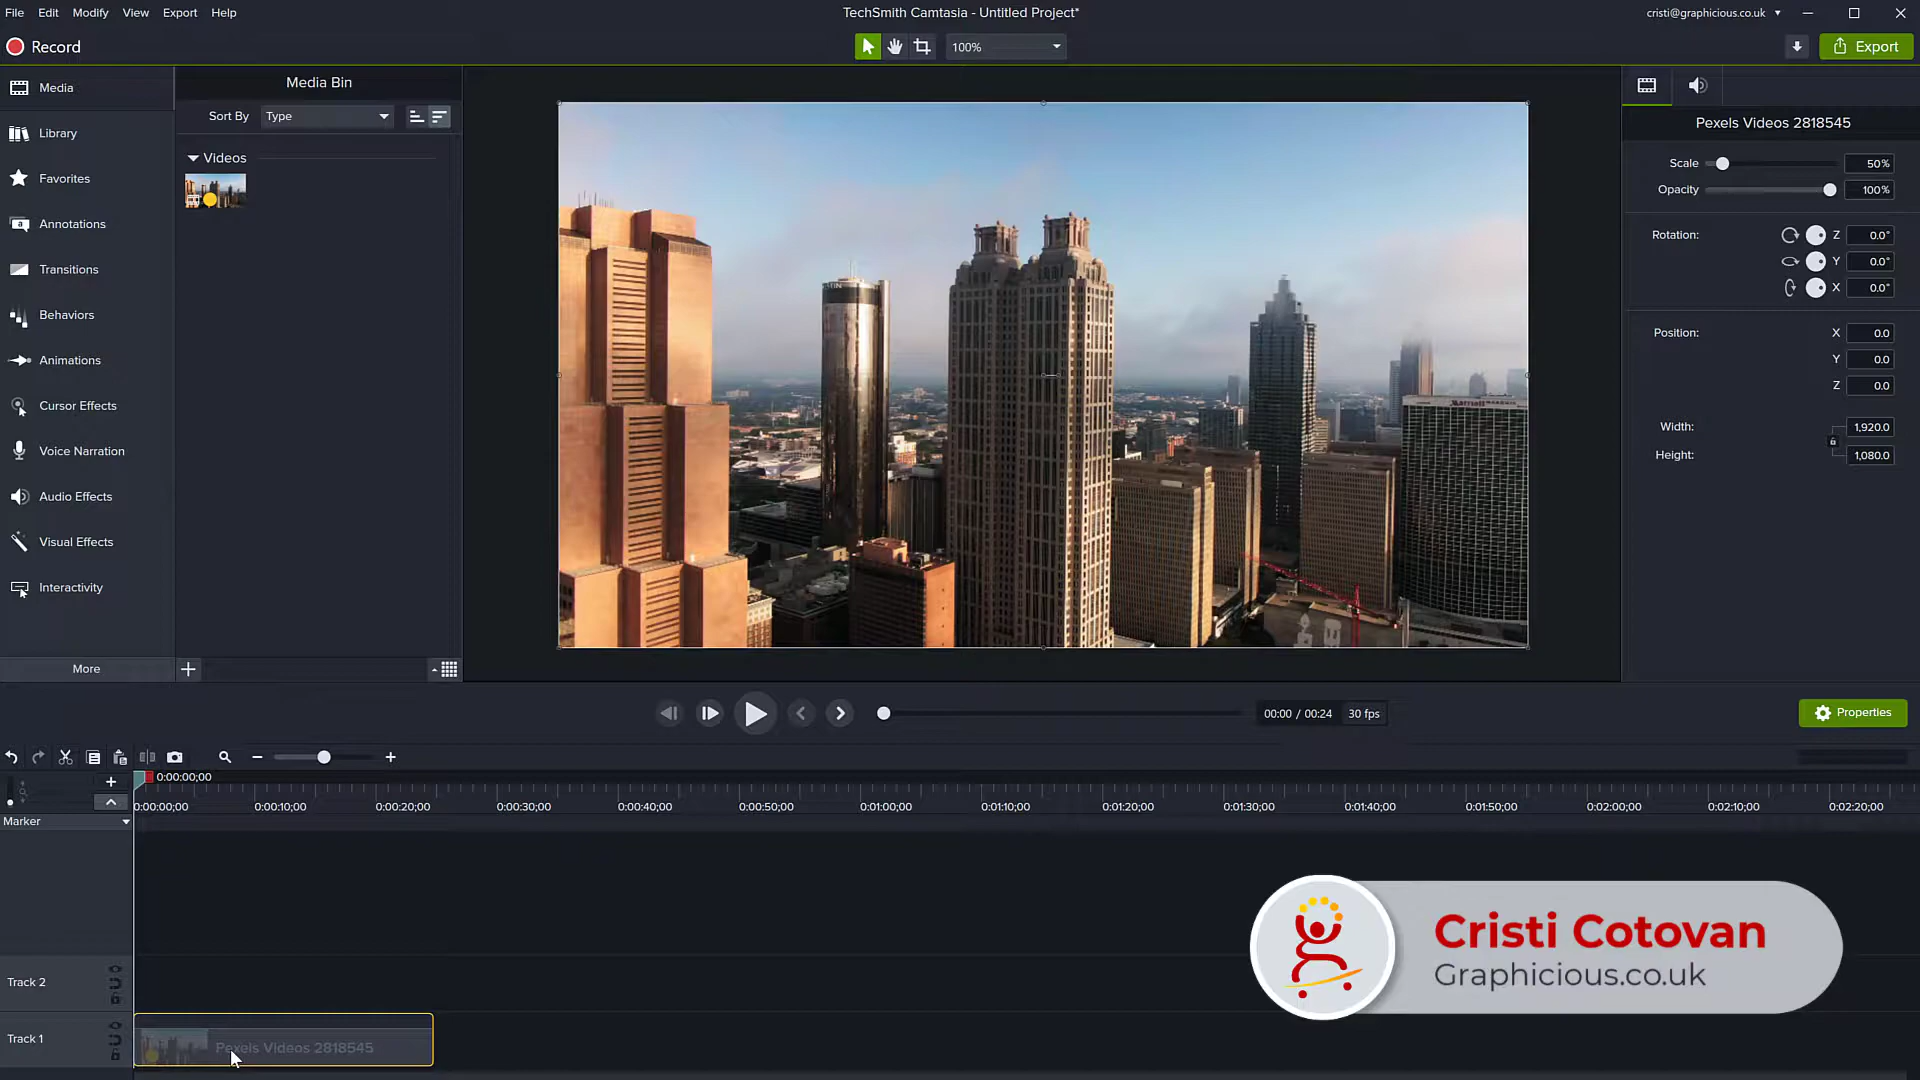 File Edit Modify View Export Help
TechSmith Camtasia - Untitled Project*
cristi@graphicious.co.uk
Record
100%
Export
Media
Library
Favorites
Annotations
Transitions
Behaviors
Animations
Cursor Effects
Voice Narration
Audio Effects
Visual Effects
Interactivity
More
Media Bin
Sort By Type
Videos
Pexels Videos 2818545
Scale 50%
Opacity 100%
Rotation: Z 0.0°
Y 0.0°
X 0.0°
Position: X 0.0
Y 0.0
Z 0.0
Width: 1,920.0
Height: 1,080.0
00:00 / 00:24 30 fps
Properties
0:00:00;00
0:00:00;00 0:00:10;00 0:00:20;00 0:00:30;00 0:00:40;00 0:00:50;00 0:01:00;00 0:01:10;00 0:01:20;00 0:01:30;00 0:01:40;00 0:01:50;00 0:02:00;00 0:02:10;00 0:02:20;00
Marker
Track 2
Track 1
Pexels Videos 2818545
Cristi Cotovan
Graphicious.co.uk